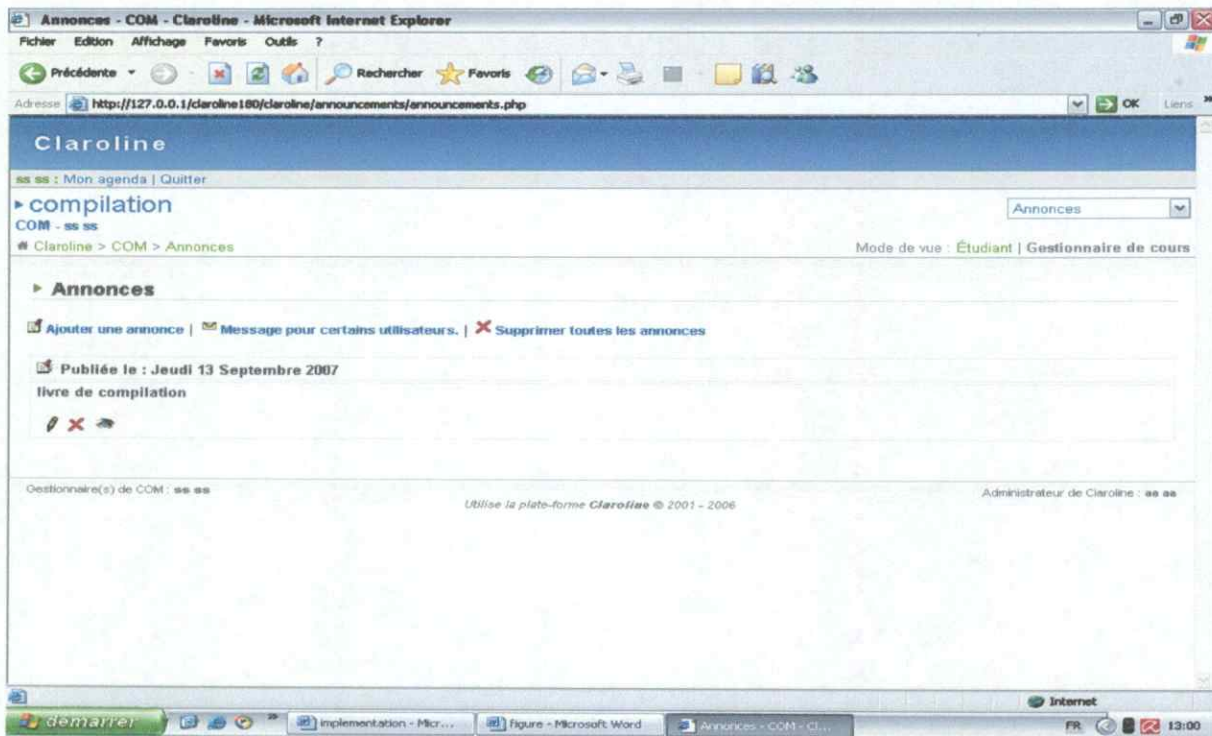 Annonces - COM - Claroline - Microsoft Internet Explorer
Fichier Edition Affichage Favoris Outils ?
Précédente Rechercher Favoris
Adresse http://127.0.0.1/claroline180/claroline/announcements/announcements.php OK Liens »
Claroline
ss ss : Mon agenda | Quitter
compilation
Annonces
COM - ss ss
Claroline > COM > Annonces
Mode de vue : Étudiant | Gestionnaire de cours
Annonces
Ajouter une annonce | Message pour certains utilisateurs. | Supprimer toutes les annonces
Publiée le : Jeudi 13 Septembre 2007
livre de compilation
Gestionnaire(s) de COM : ss ss
Administrateur de Claroline : aa aa
Utilise la plate-forme Claroline © 2001 - 2006
Internet
démarrer » implementation - Micr... figure - Microsoft Word Annonces - COM - Cl... FR 13:00